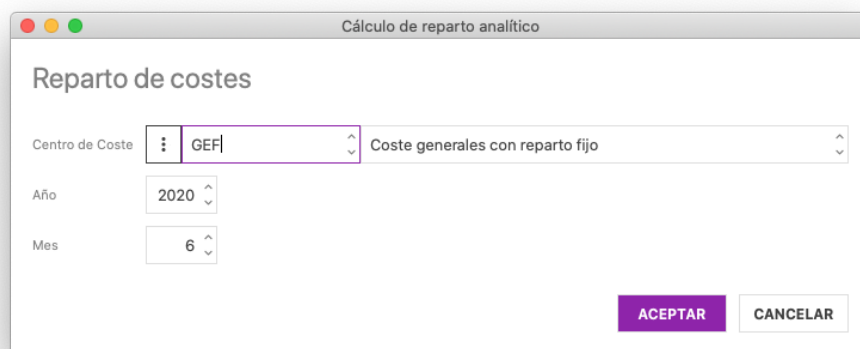 Cálculo de reparto analítico
Reparto de costes
Centro de Coste GEF Coste generales con reparto fijo
Año 2020
Mes 6
ACEPTAR CANCELAR